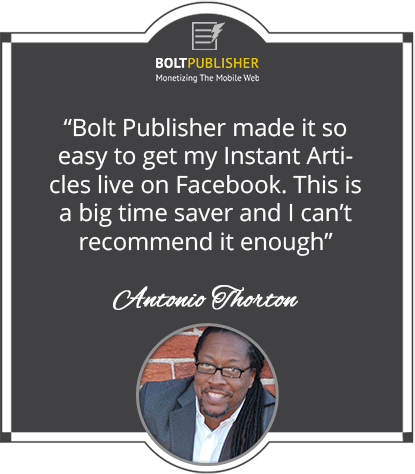 BOLTPUBLISHER
Monetizing The Mobile Web
“Bolt Publisher made it so
easy to get my Instant Arti-
cles live on Facebook. This is
a big time saver and I can’t
recommend it enough”
Antonio Thorton